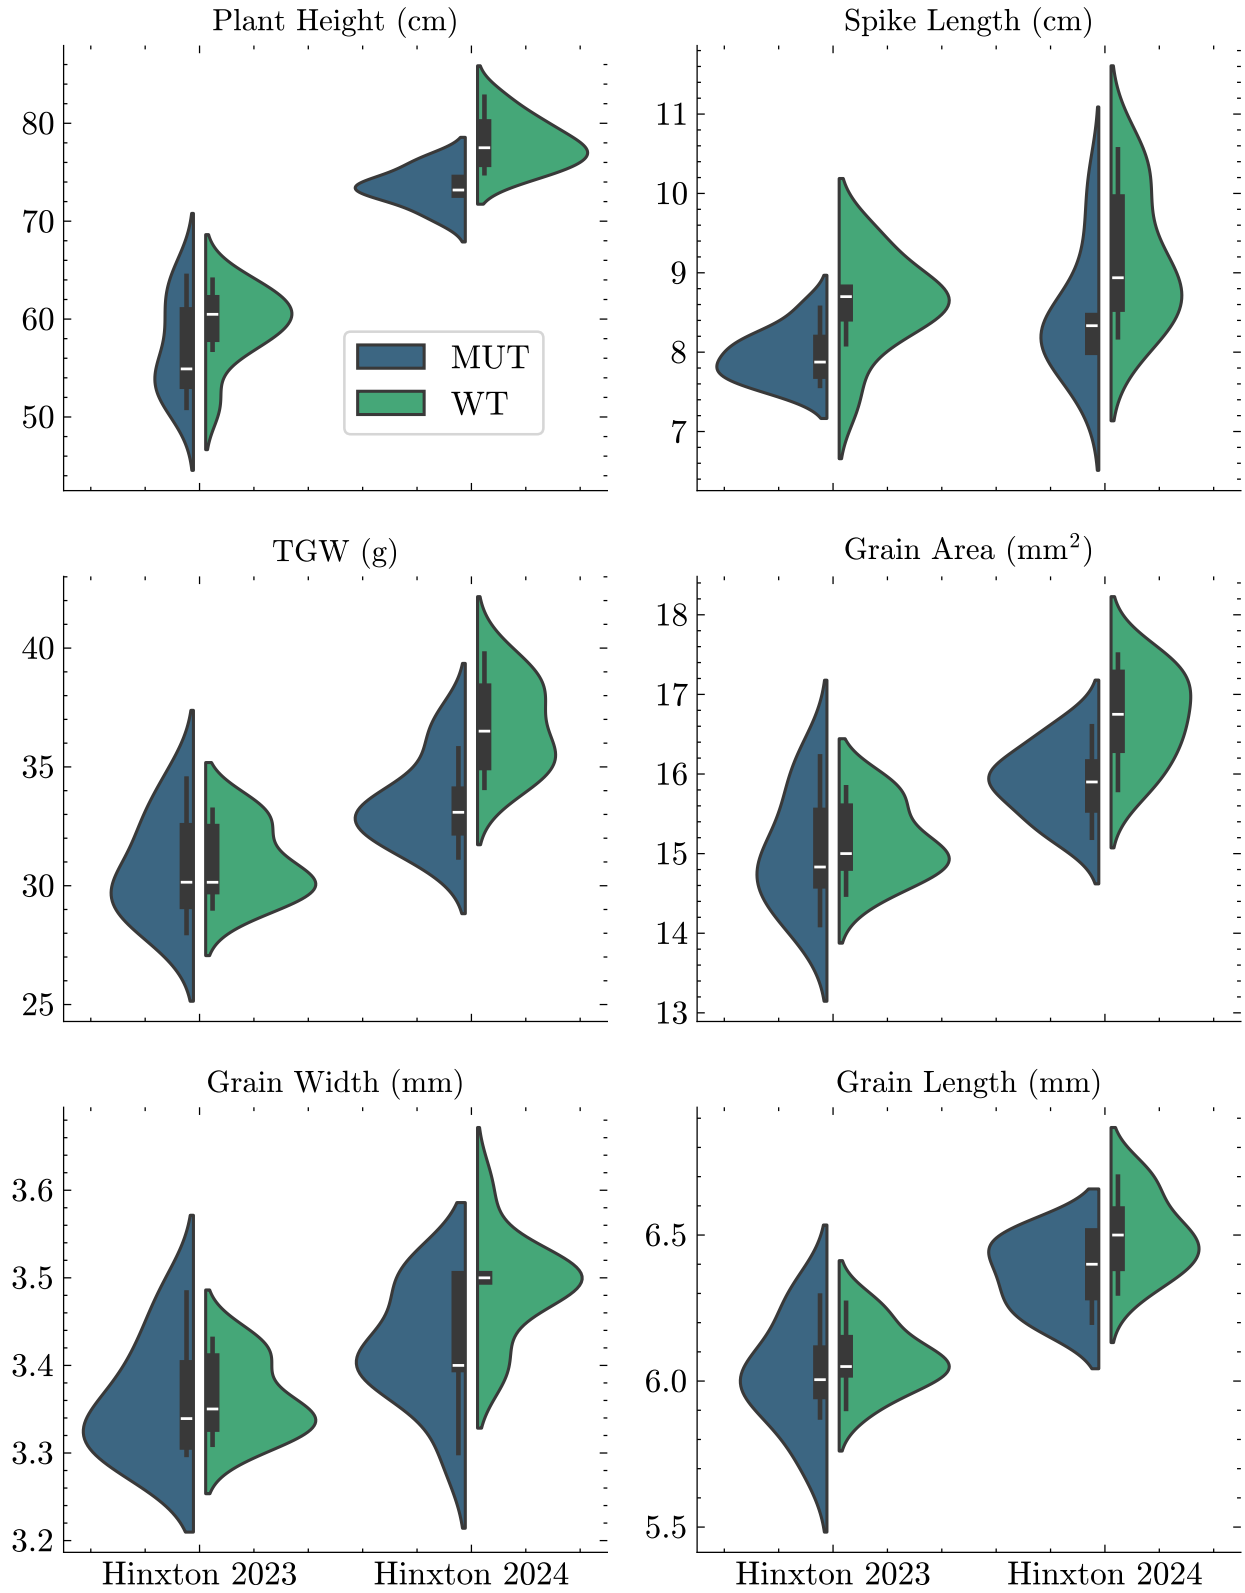 Plant Height (cm)
80
70
60
50
MUT
WT
Spike Length (cm)
11
10
9
8
7
TGW (g)
40
35
30
25
Grain Area (mm²)
18
17
16
15
14
13
Grain Width (mm)
3.6
3.5
3.4
3.3
3.2
Hinxton 2023
Hinxton 2024
Grain Length (mm)
6.5
6.0
5.5
Hinxton 2023
Hinxton 2024